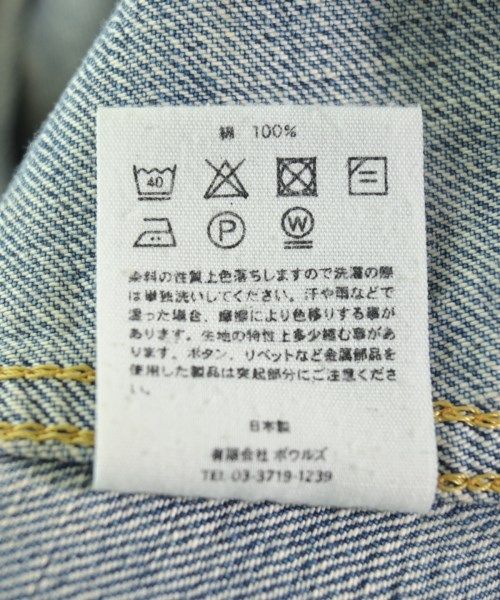 綿 100%
40
P W
染料の性質上色落ちしますので洗濯の際
は単独洗いしてください。汗や雨などで
湿った場合、摩擦により色移りする事が
あります。生地の特性上多少縮む事があ
ります。ボタン、リベットなど金属部品を
使用した製品は突起部分にご注意くださ
い。
日本製
有限会社 ボウルズ
TEL 03-3719-1239